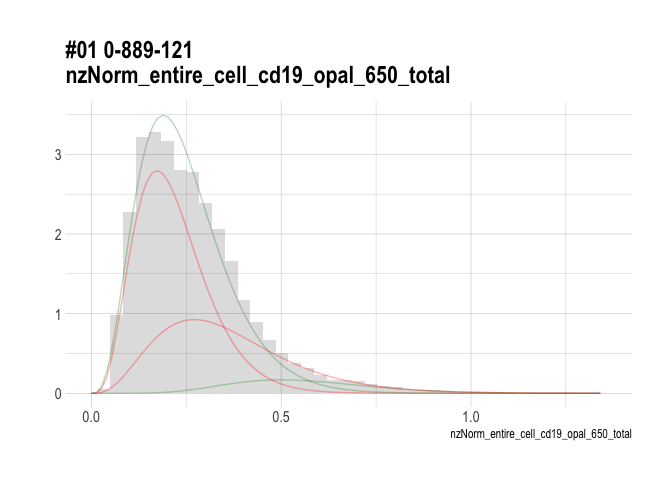 #01 0-889-121
nzNorm_entire_cell_cd19_opal_650_total
3
2
1
0
0.0 0.5 1.0
nzNorm_entire_cell_cd19_opal_650_total